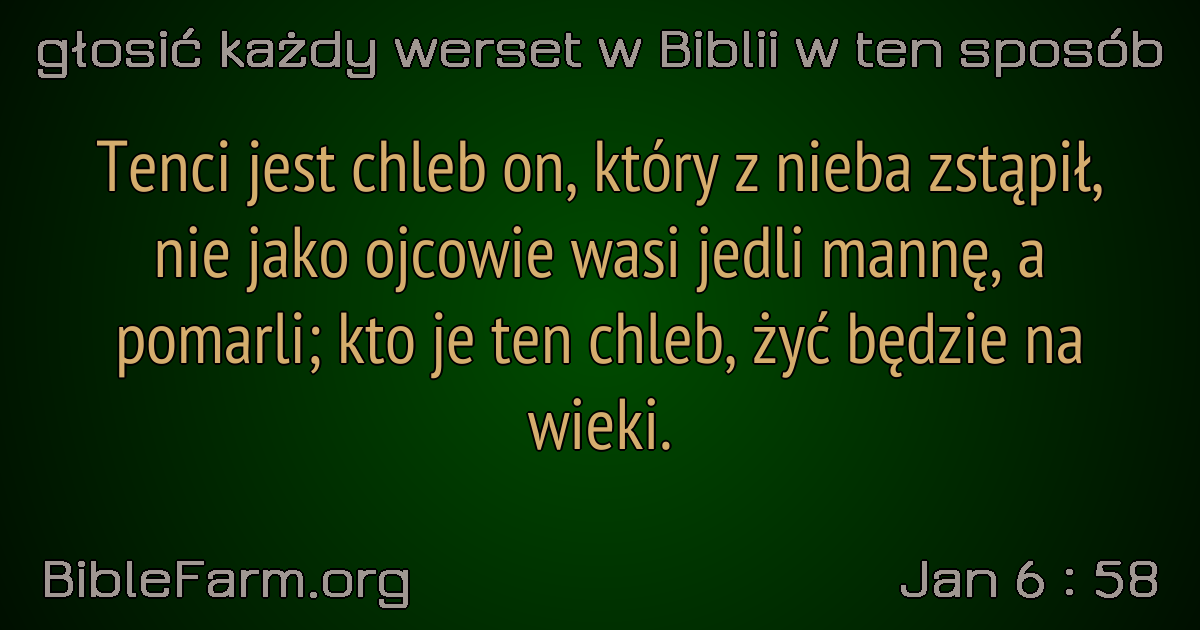 głosić każdy werset w Biblii w ten sposób
Tenci jest chleb on, który z nieba zstąpił,
nie jako ojcowie wasi jedli mannę, a
pomarli; kto je ten chleb, żyć będzie na
wieki.
BibleFarm.org
Jan 6 : 58